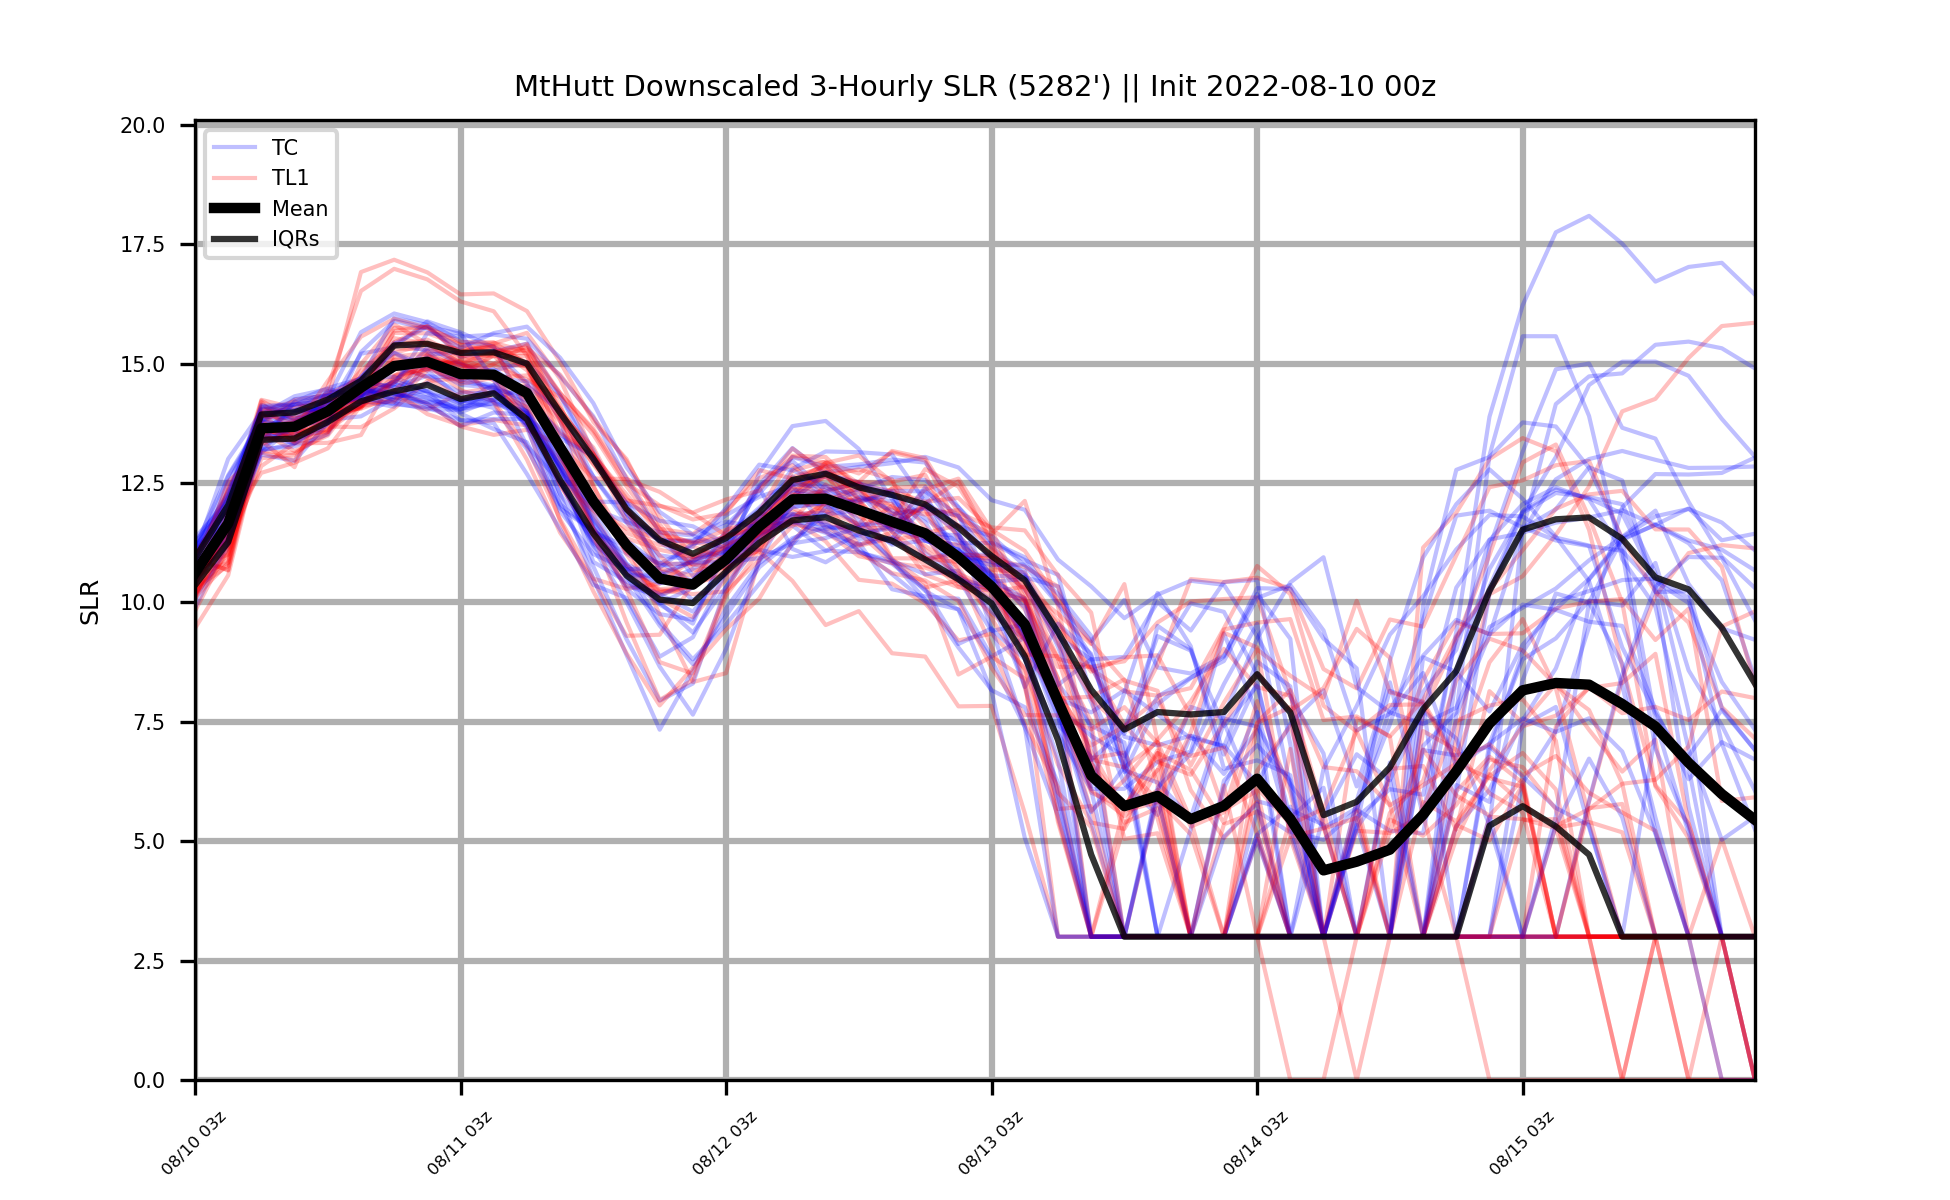 MtHutt Downscaled 3-Hourly SLR (5282') || Init 2022-08-10 00z
TC
TL1
Mean
IQRs
SLR
20.0
17.5
15.0
12.5
10.0
7.5
5.0
2.5
0.0
08/10 03z
08/11 03z
08/12 03z
08/13 03z
08/14 03z
08/15 03z